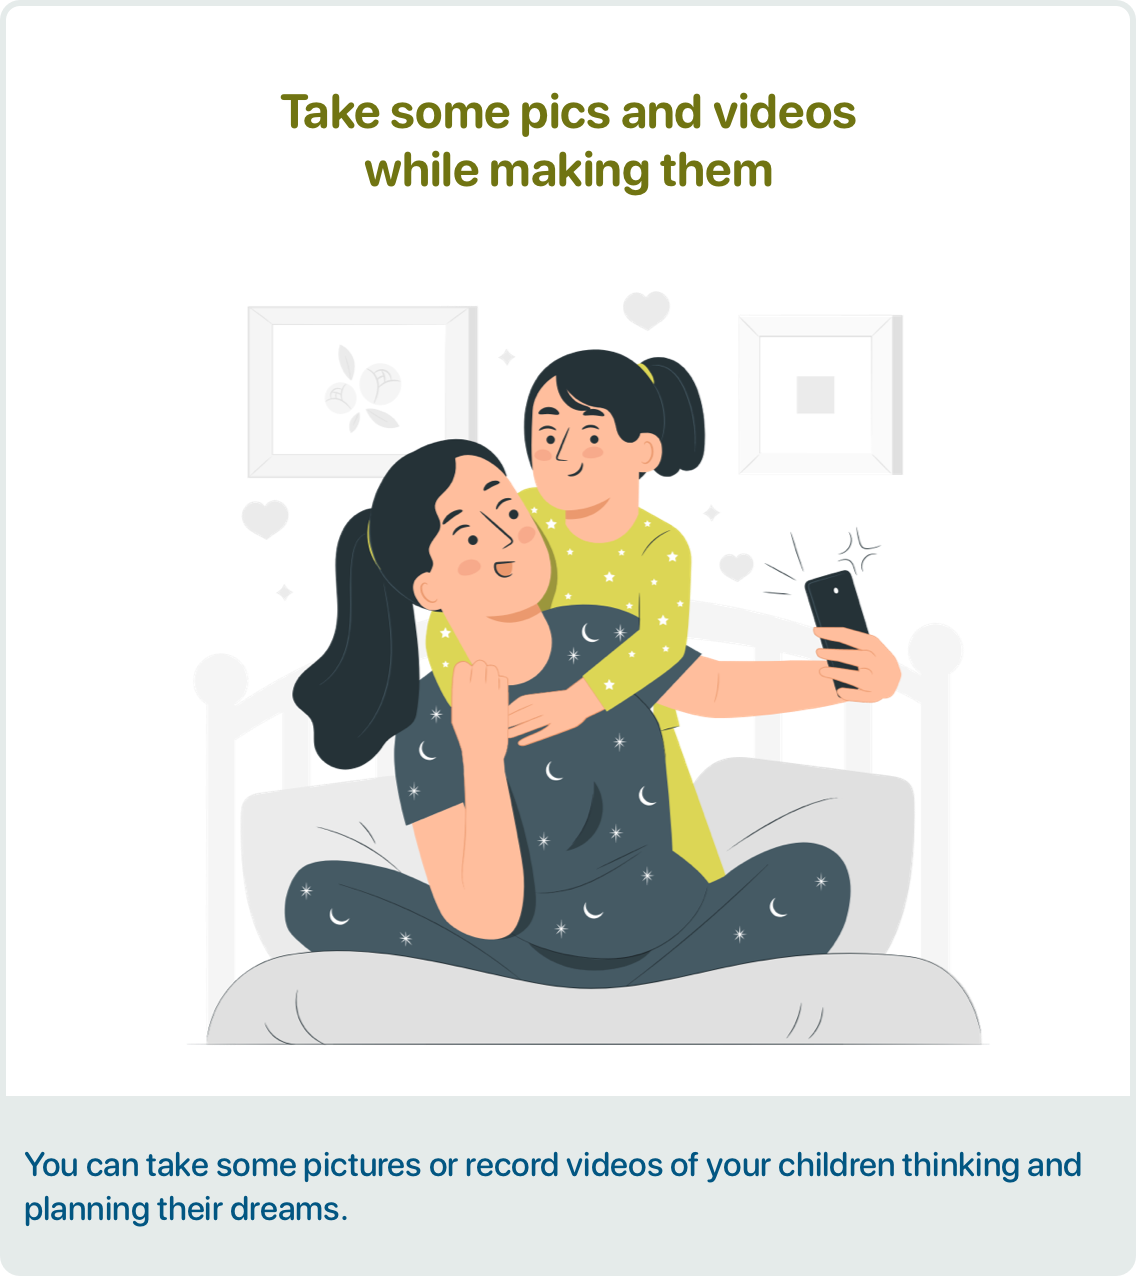 Take some pics and videos
while making them
You can take some pictures or record videos of your children thinking and
planning their dreams.